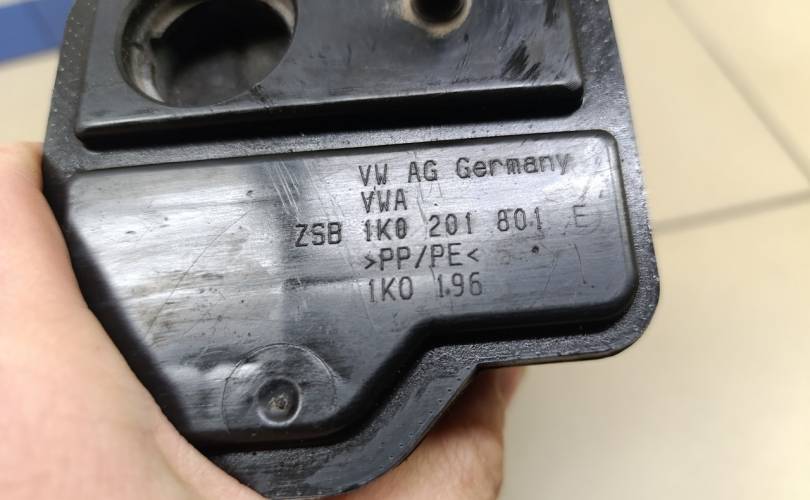 VW AG Germany
VWA
ZSB 1K0 201 801 E
>PP/PE<
1K0 196